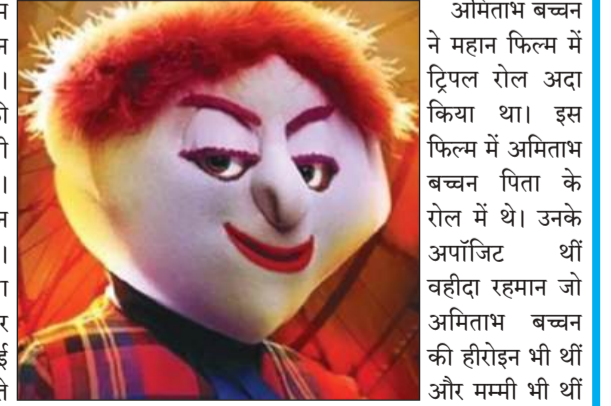 अमिताभ बच्चन
ने महान फिल्म में
ट्रिपल रोल अदा
किया था। इस
फिल्म में अमिताभ
बच्चन पिता के
रोल में थे। उनके
अपॉजिट थीं
वहीदा रहमान जो
अमिताभ बच्चन
की हीरोइन भी थीं
और मम्मी भी थीं